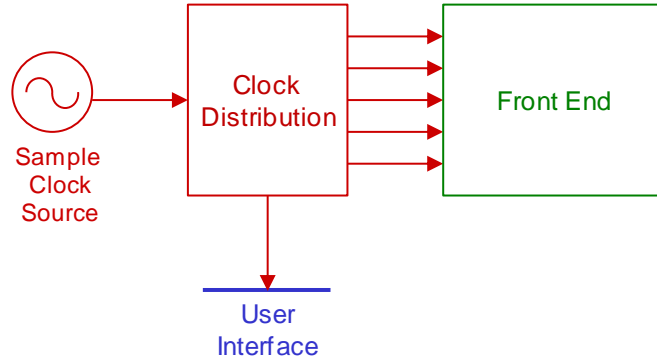 Clock
Distribution
Front End
Sample
Clock
Source
User
Interface